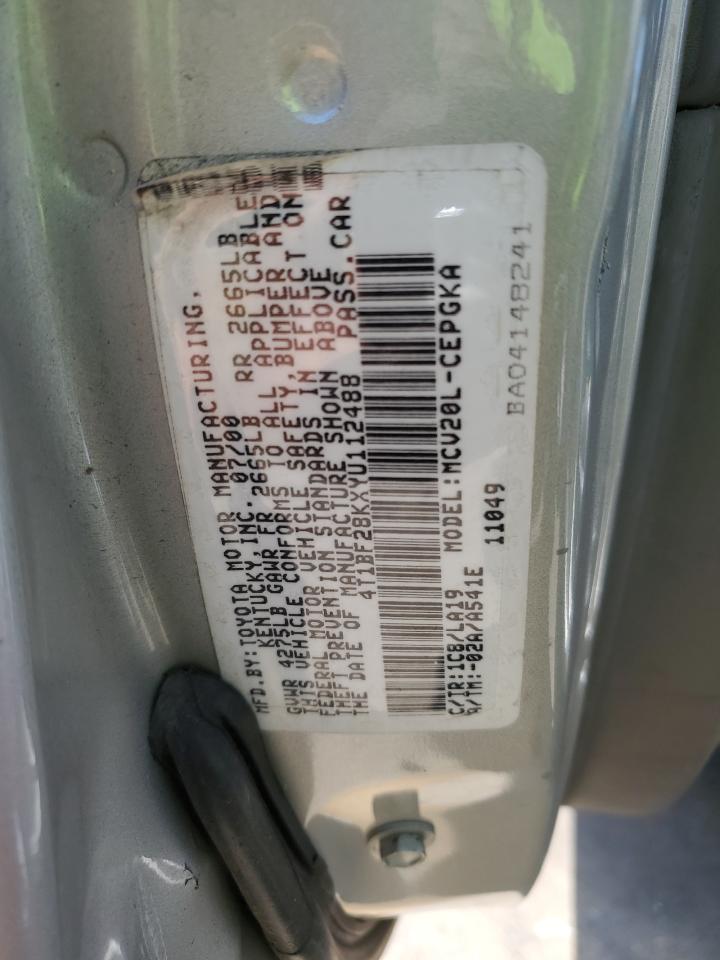 MFD.BY:TOYOTA MOTOR MANUFACTURING,
KENTUCKY,INC. 07/00
GVWR 4275LB GAWR FR 2665LB RR 2665LB
THIS VEHICLE CONFORMS TO ALL APPLICABLE
FEDERAL MOTOR VEHICLE SAFETY,BUMPER AND
THEFT PREVENTION STANDARDS IN EFFECT ON
THE DATE OF MANUFACTURE SHOWN ABOVE
4T1BF28KXYU112488 PASS.CAR
C/TR:1C8/LA19 MODEL:MCV20L-CEPGKA
A/TM:-02A/A541E 11049
BA04148241